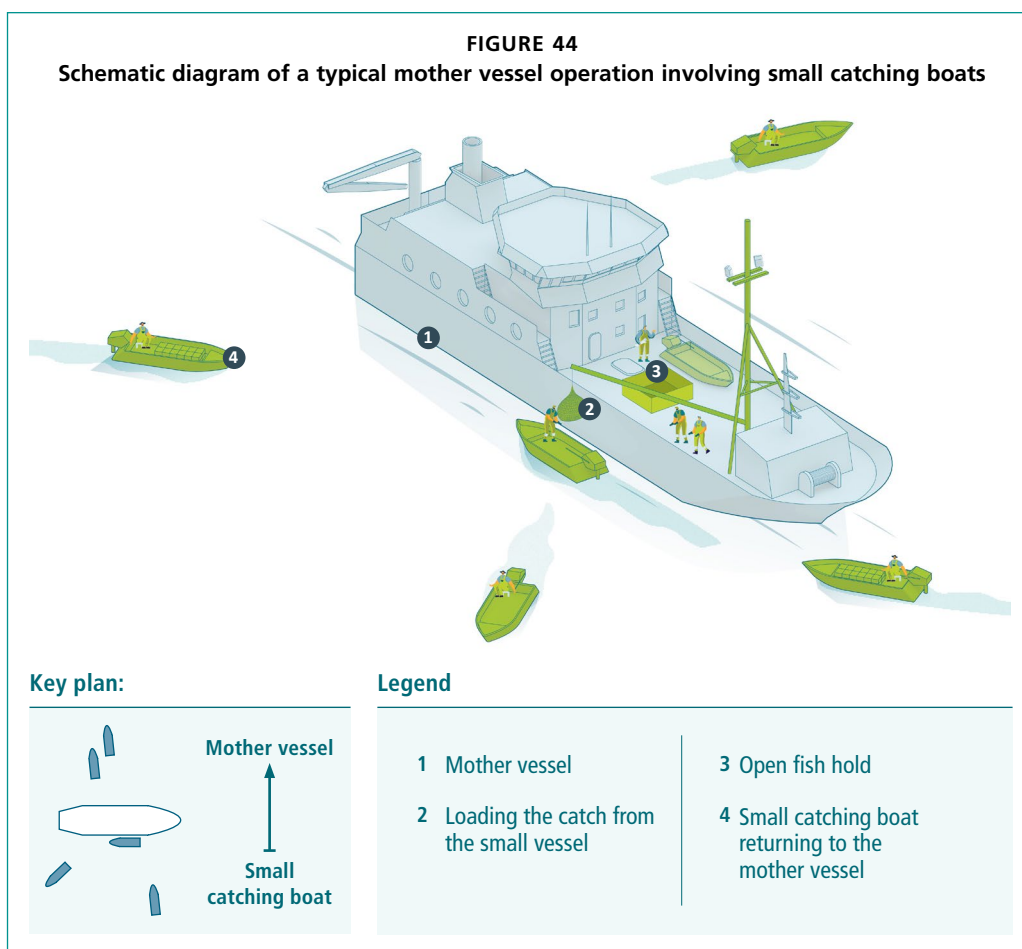 FIGURE 44
Schematic diagram of a typical mother vessel operation involving small catching boats
1
2
3
4
Key plan:
Mother vessel
Small
catching boat
Legend
1 Mother vessel
2 Loading the catch from
the small vessel
3 Open fish hold
4 Small catching boat
returning to the
mother vessel